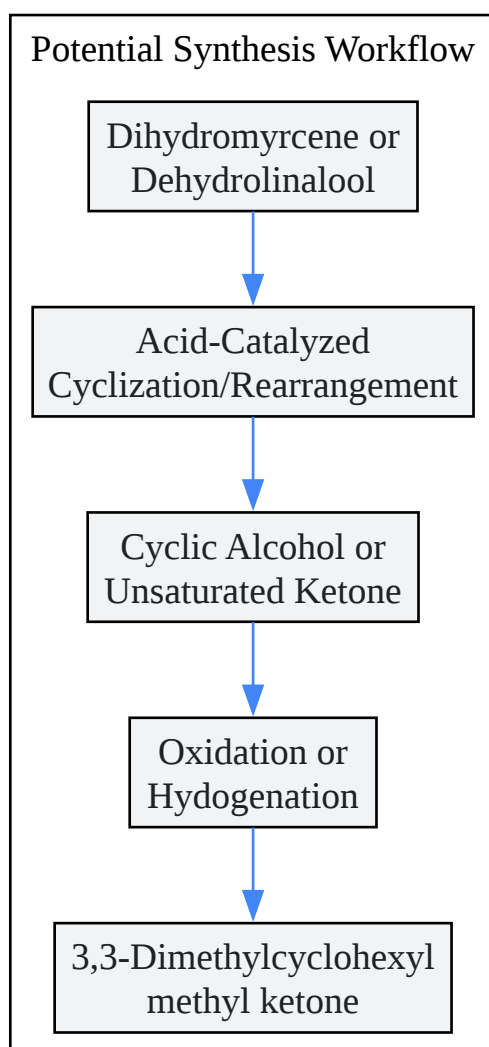 Potential Synthesis Workflow
Dihydromyrcene or
Dehydrolinalool
Acid-Catalyzed
Cyclization/Rearrangement
Cyclic Alcohol or
Unsaturated Ketone
Oxidation or
Hydogenation
3,3-Dimethylcyclohexyl
methyl ketone